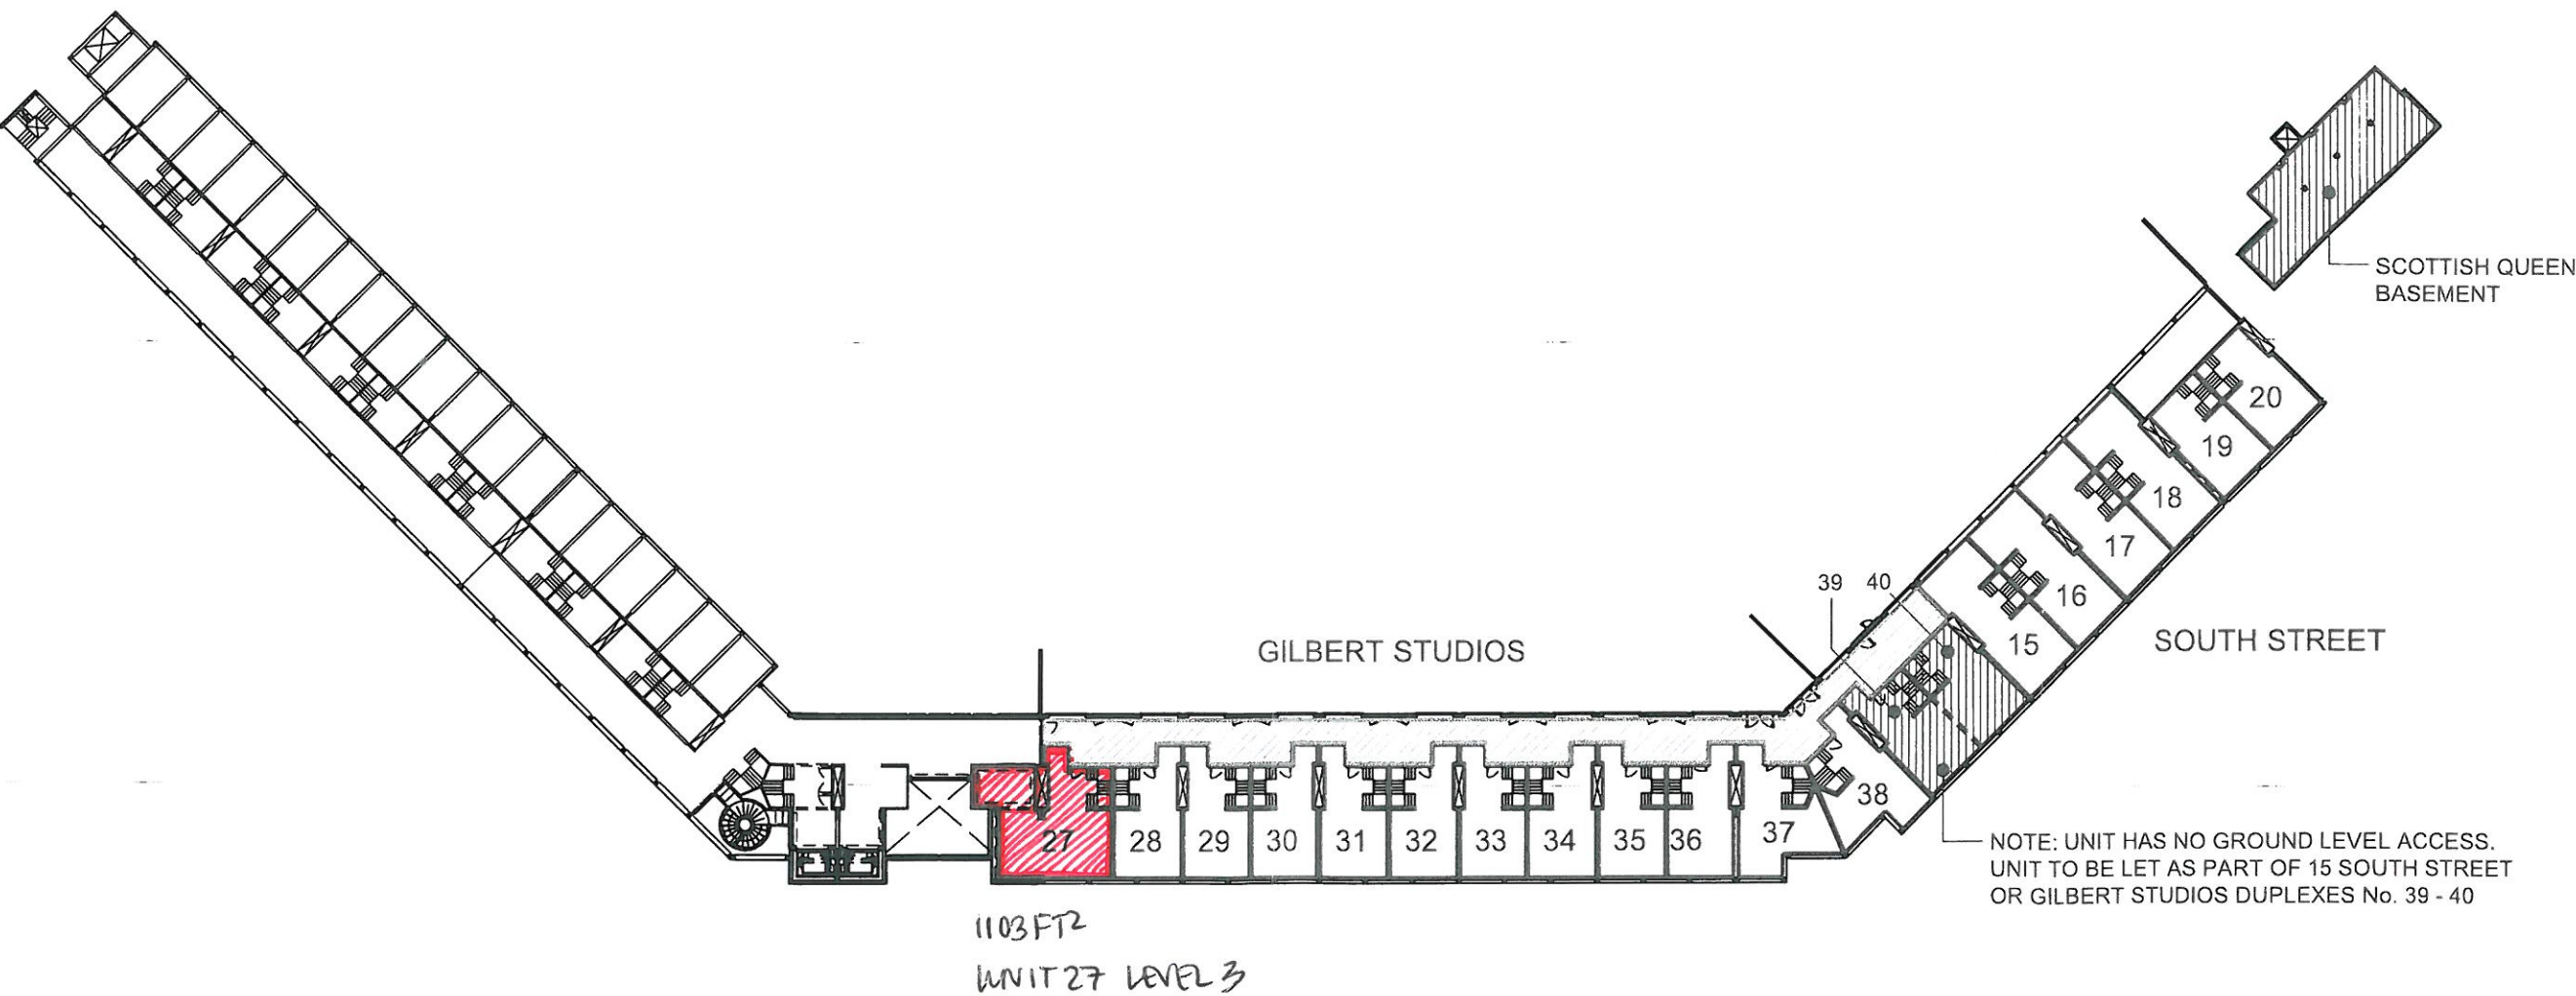 SCOTTISH QUEEN
BASEMENT
20
19
18
17
16
15
39 40
GILBERT STUDIOS
SOUTH STREET
27 28 29 30 31 32 33 34 35 36 37 38
NOTE: UNIT HAS NO GROUND LEVEL ACCESS.
UNIT TO BE LET AS PART OF 15 SOUTH STREET
OR GILBERT STUDIOS DUPLEXES No. 39 - 40
1103 FT2
UNIT 27 LEVEL 3